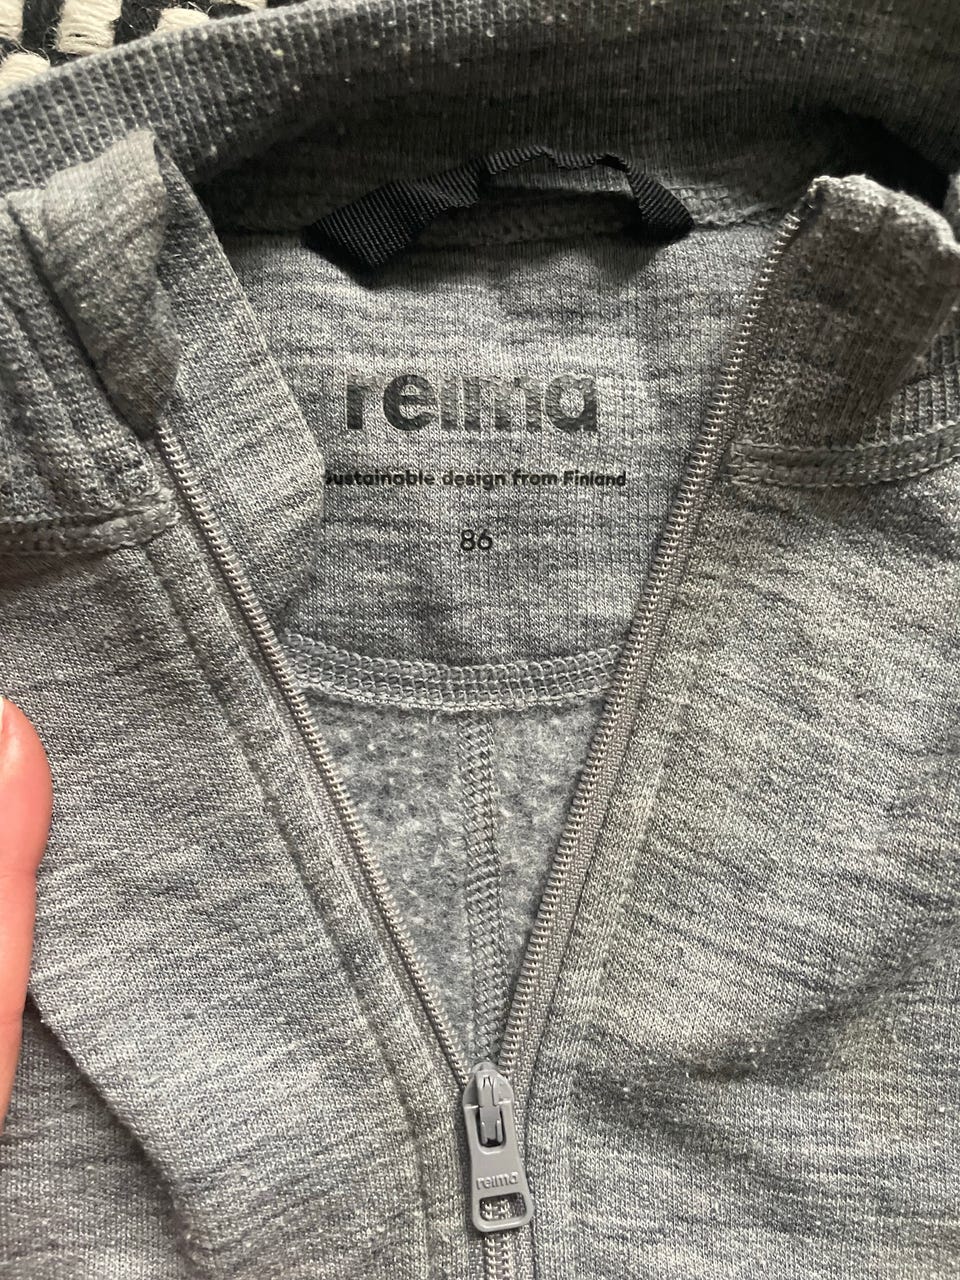 reima
Sustainable design from Finland
86
reima